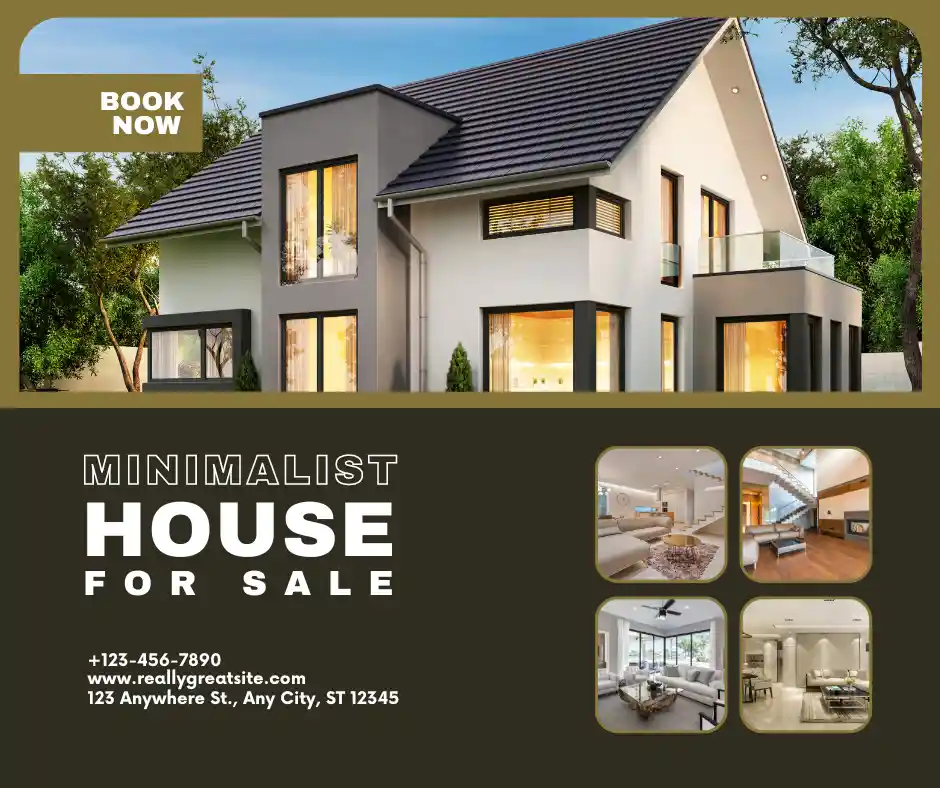 BOOK
NOW
MINIMALIST
HOUSE
FOR SALE
+123-456-7890
www.reallygreatsite.com
123 Anywhere St., Any City, ST 12345